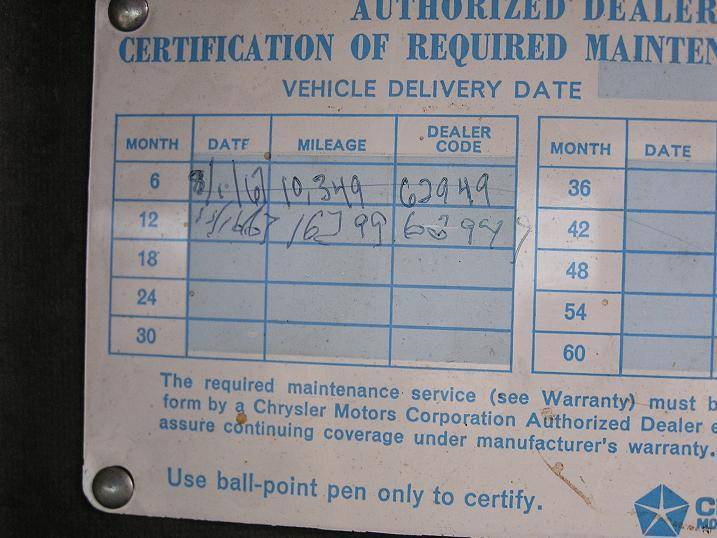 AUTHORIZED DEALER
CERTIFICATION OF REQUIRED MAINTEN
VEHICLE DELIVERY DATE
MONTH DATE MILEAGE DEALER CODE MONTH DATE
6 10,349 62949 36
12 42
18 48
24 54
30 60
The required maintenance service (see Warranty) must b
form by a Chrysler Motors Corporation Authorized Dealer e
assure continuing coverage under manufacturer's warranty.
Use ball-point pen only to certify.
C
MO